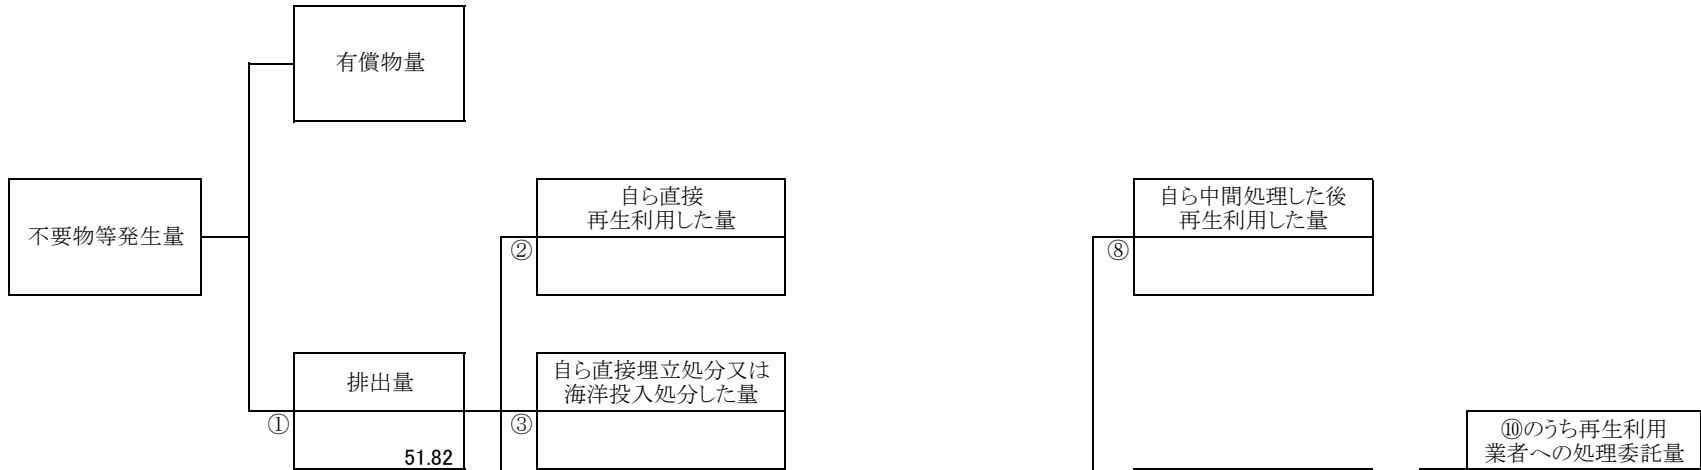 有償物量
不要物等発生量
自ら直接
再生利用した量
②
自ら中間処理した後
再生利用した量
⑧
排出量
①
51.82
自ら直接埋立処分又は
海洋投入処分した量
③
⑩のうち再生利用
業者への処理委託量